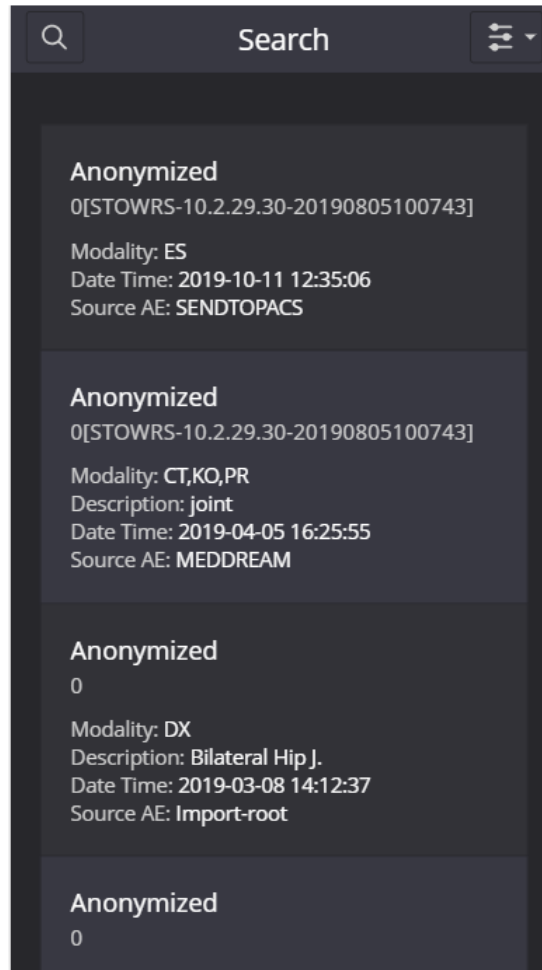 Search
Anonymized
0[STOWRS-10.2.29.30-20190805100743]
Modality: ES
Date Time: 2019-10-11 12:35:06
Source AE: SENDTOPACS
Anonymized
0[STOWRS-10.2.29.30-20190805100743]
Modality: CT,KO,PR
Description: joint
Date Time: 2019-04-05 16:25:55
Source AE: MEDDREAM
Anonymized
0
Modality: DX
Description: Bilateral Hip J.
Date Time: 2019-03-08 14:12:37
Source AE: Import-root
Anonymized
0